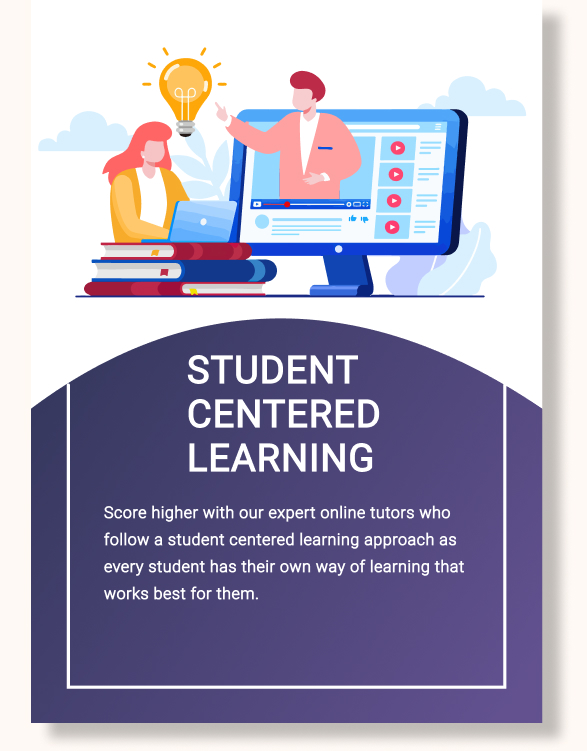 STUDENT
CENTERED
LEARNING
Score higher with our expert online tutors who
follow a student centered learning approach as
every student has their own way of learning that
works best for them.